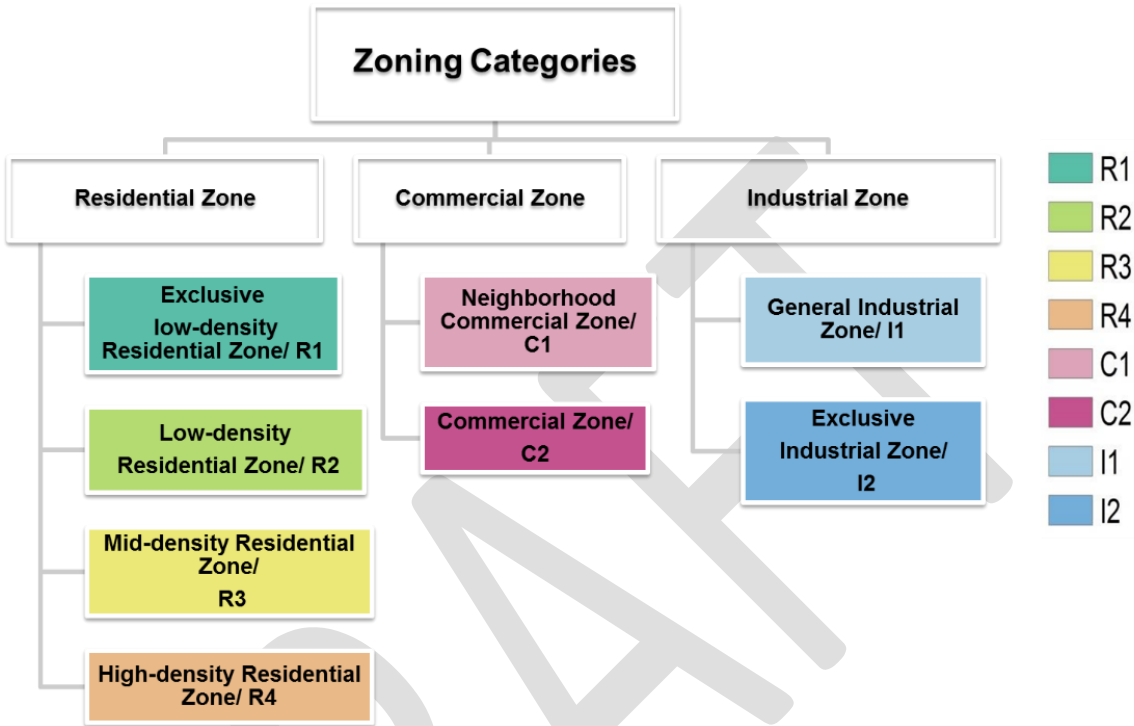 Zoning Categories
Residential Zone
Commercial Zone
Industrial Zone
Exclusive
low-density
Residential Zone/ R1
Low-density
Residential Zone/ R2
Mid-density Residential
Zone/
R3
High-density Residential
Zone/ R4
Neighborhood
Commercial Zone/
C1
Commercial Zone/
C2
General Industrial
Zone/ I1
Exclusive
Industrial Zone/
I2
R1
R2
R3
R4
C1
C2
I1
I2
DRAFT